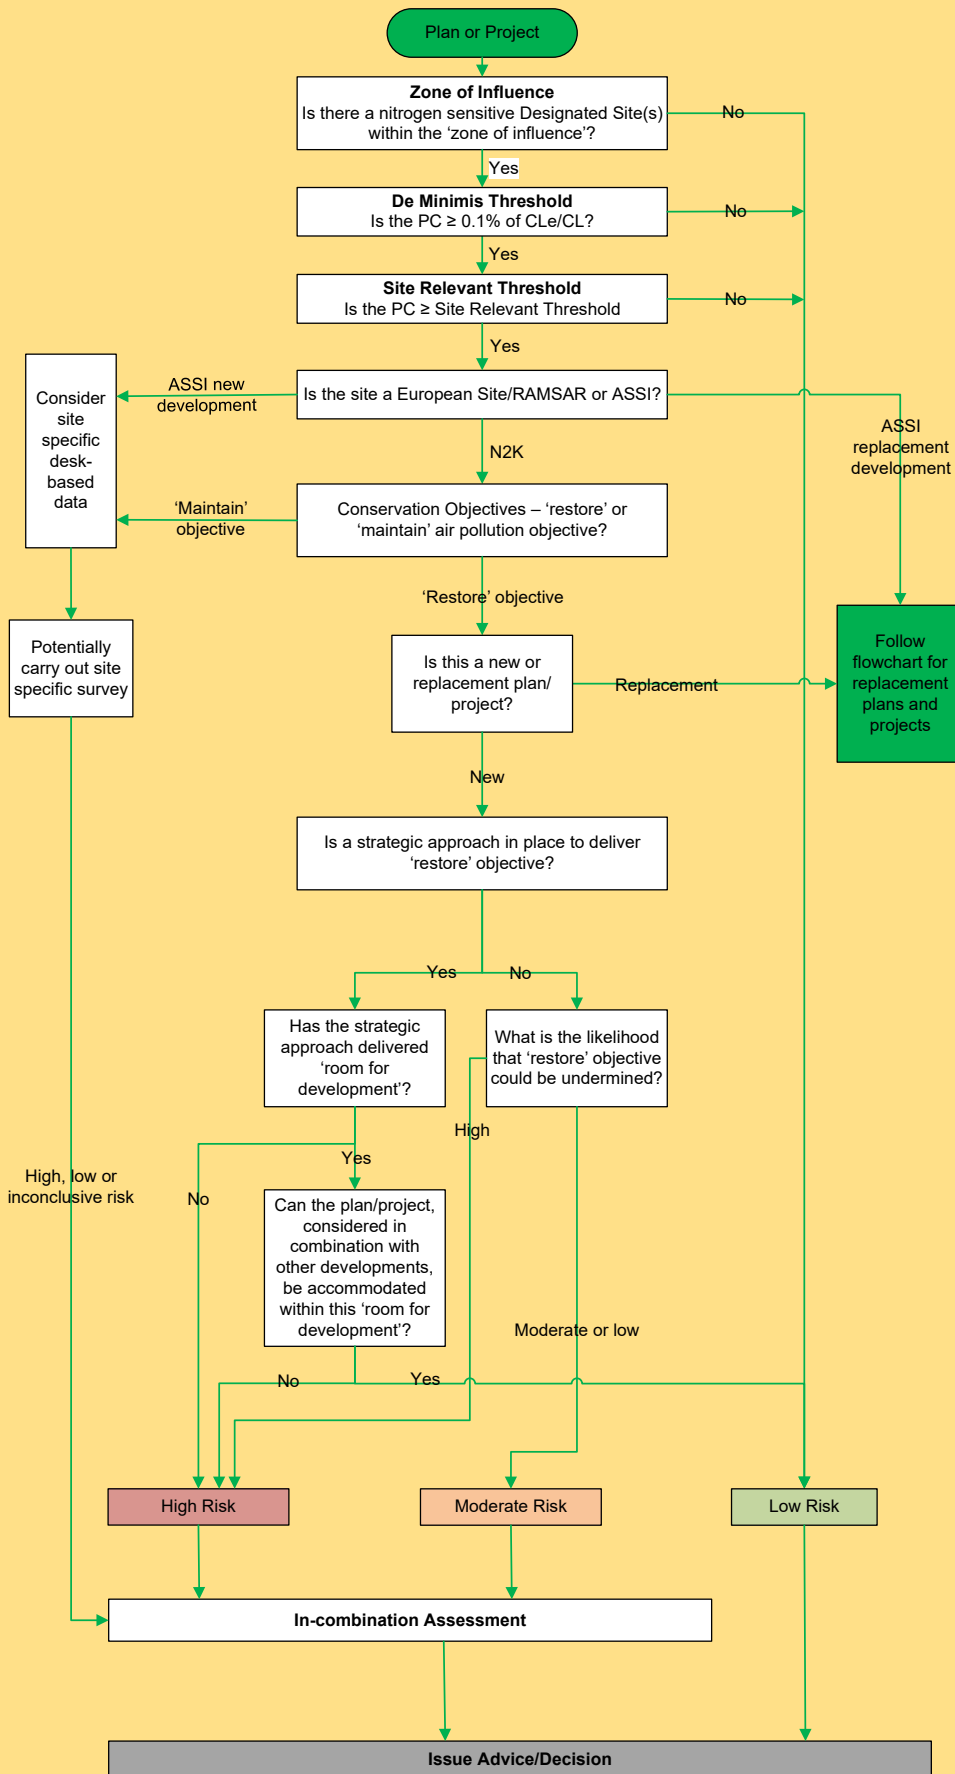 Plan or Project
Zone of Influence
Is there a nitrogen sensitive Designated Site(s)
within the ‘zone of influence’?
No
Yes
De Minimis Threshold
Is the PC ≥ 0.1% of CLe/CL?
No
Yes
Site Relevant Threshold
Is the PC ≥ Site Relevant Threshold
No
Yes
Is the site a European Site/RAMSAR or ASSI?
ASSI new
development
ASSI
replacement
development
Consider
site
specific
desk-
based
data
N2K
Conservation Objectives – ‘restore’ or
‘maintain’ air pollution objective?
‘Maintain’
objective
‘Restore’ objective
Potentially
carry out site
specific survey
Is this a new or
replacement plan/
project?
Replacement
Follow
flowchart for
replacement
plans and
projects
New
Is a strategic approach in place to deliver
‘restore’ objective?
Yes
No
Has the strategic
approach delivered
‘room for
development’?
What is the likelihood
that ‘restore’ objective
could be undermined?
High
Yes
No
High, low or
inconclusive risk
Can the plan/project,
considered in
combination with
other developments,
be accommodated
within this ‘room for
development’?
Moderate or low
No
Yes
High Risk
Moderate Risk
Low Risk
In-combination Assessment
Issue Advice/Decision